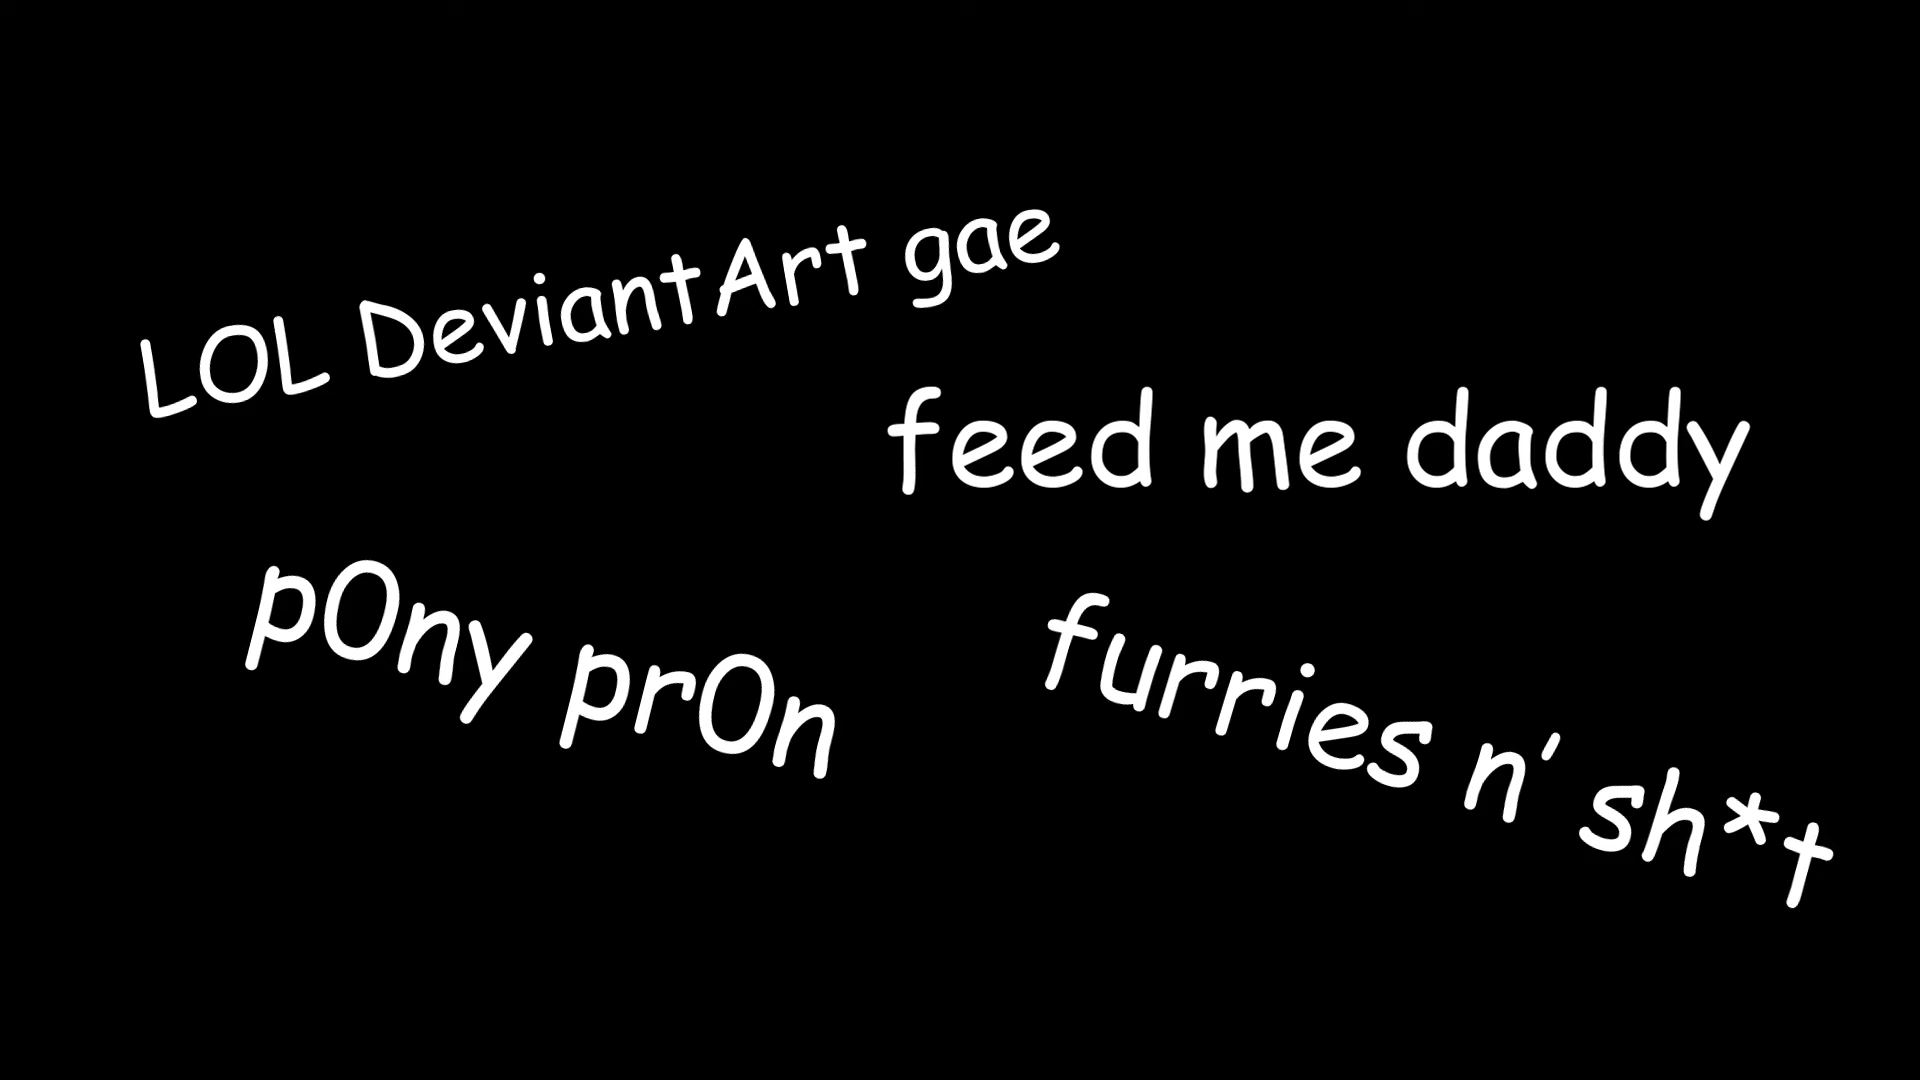 LOL DeviantArt gae
feed me daddy
p0ny pr0n
furries n' sh*t